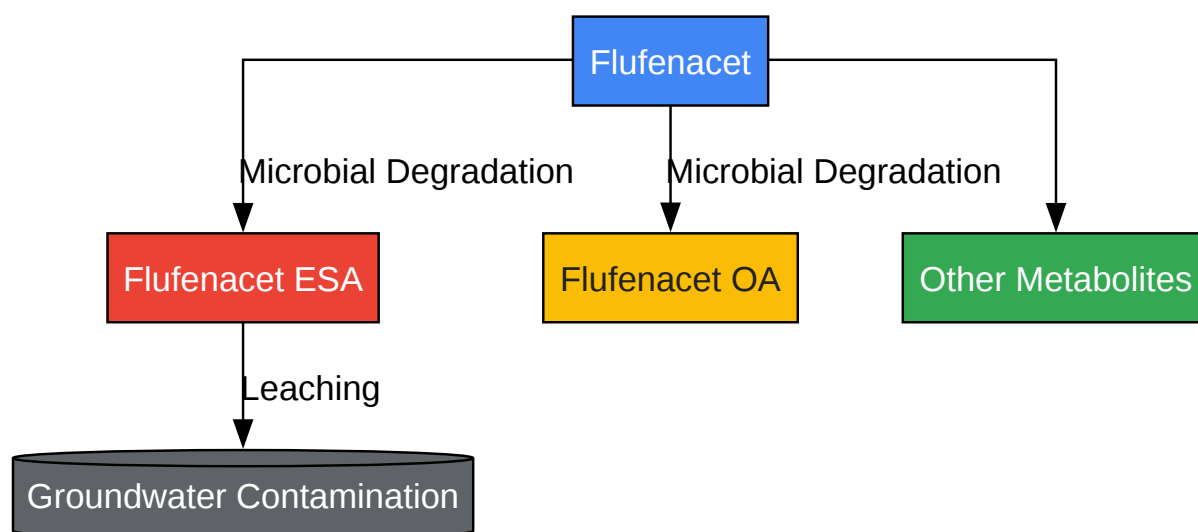 Flufenacet
Microbial Degradation
Microbial Degradation
Flufenacet ESA
Flufenacet OA
Other Metabolites
Leaching
Groundwater Contamination